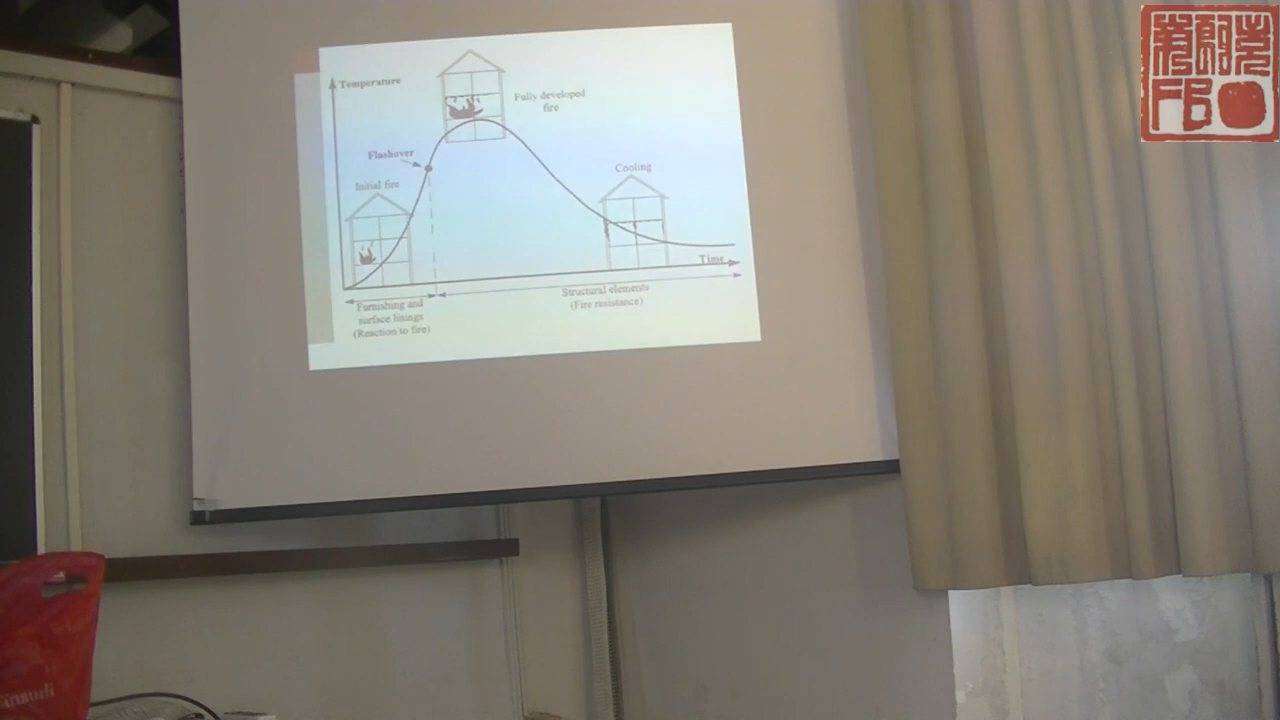 Temperature
Fully developed
fire
Flashover
Initial fire
Cooling
Time
Structural elements
(Fire resistance)
Furnishing and
surface linings
(Reaction to fire)
FB